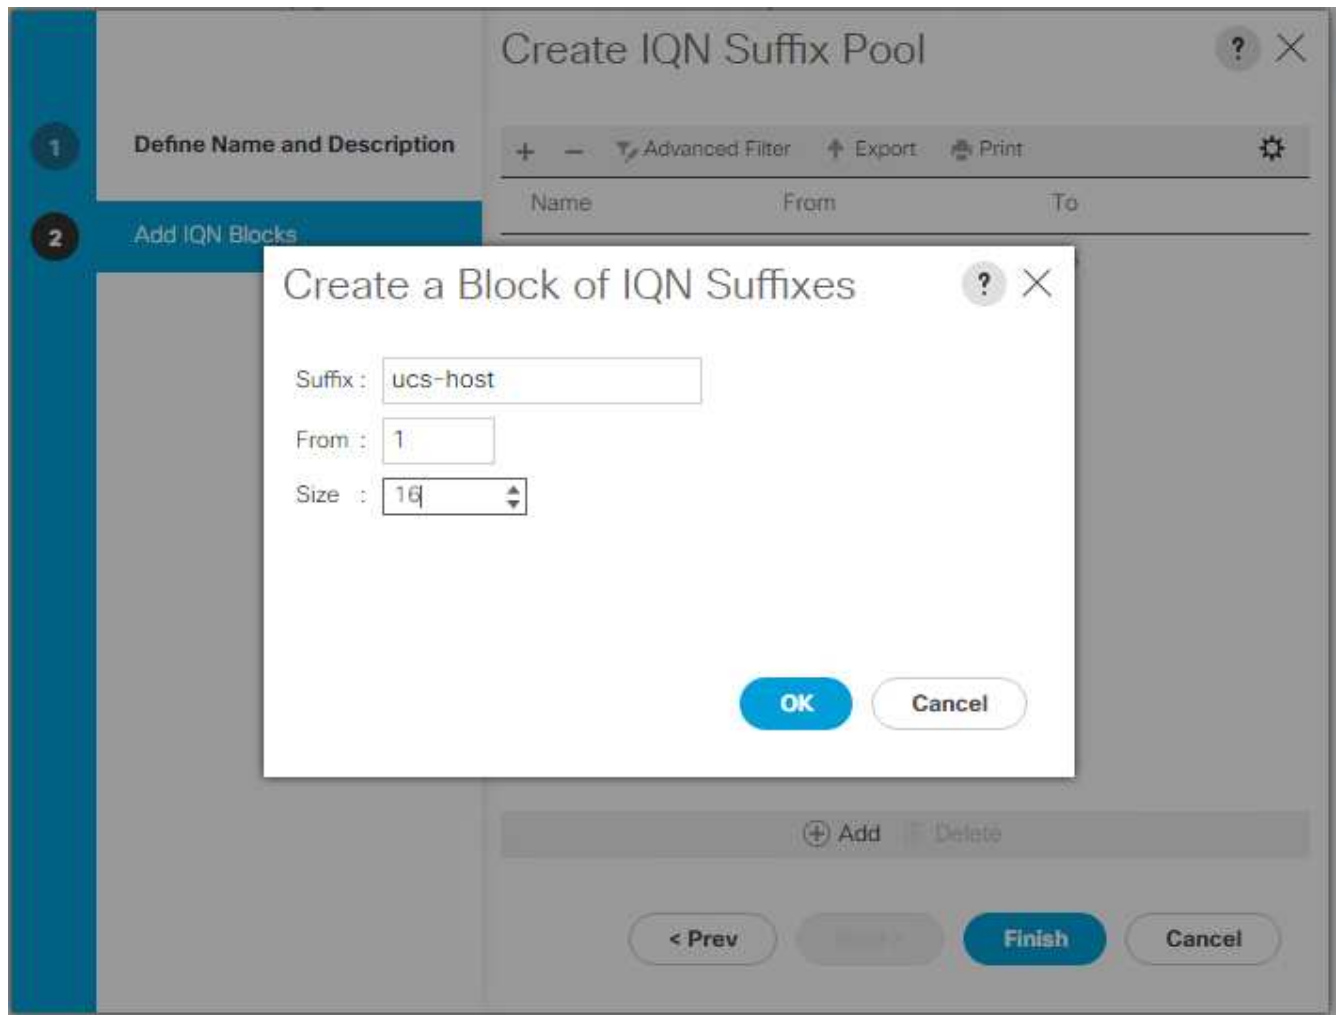 Create IQN Suffix Pool
?
1
Define Name and Description
+ − Advanced Filter Export Print
Name From To
2
Add IQN Blocks
Create a Block of IQN Suffixes
?
Suffix : ucs-host
From : 1
Size : 16
OK Cancel
Add Delete
< Prev Finish Cancel